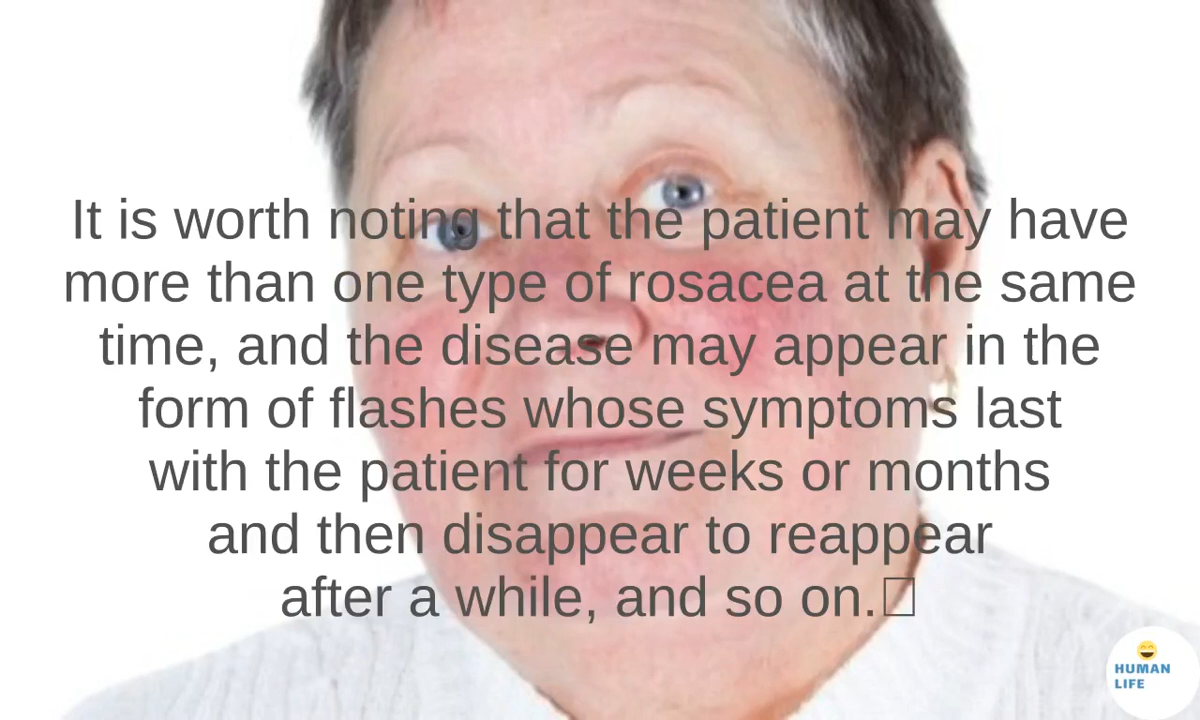 It is worth noting that the patient may have
more than one type of rosacea at the same
time, and the disease may appear in the
form of flashes whose symptoms last
with the patient for weeks or months
and then disappear to reappear
after a while, and so on.
HUMAN
LIFE